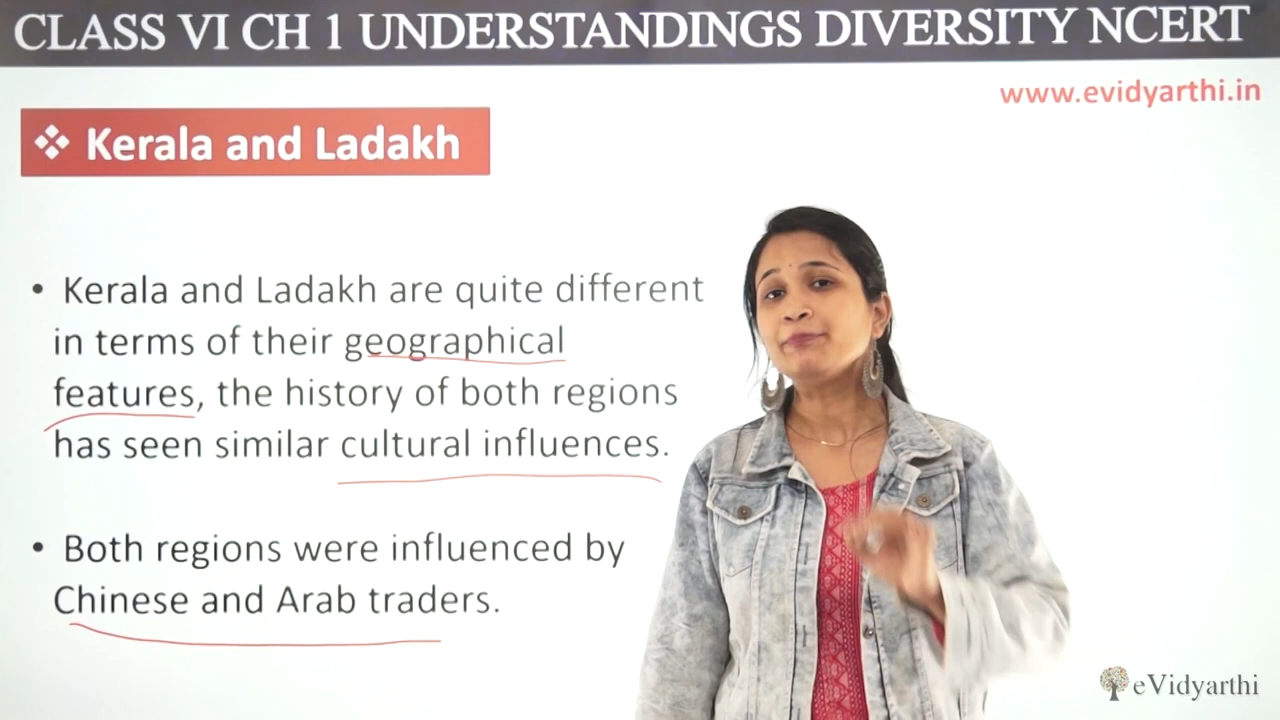 CLASS VI CH 1 UNDERSTANDINGS DIVERSITY NCERT
www.evidyarthi.in
❖ Kerala and Ladakh
• Kerala and Ladakh are quite different
in terms of their geographical
features, the history of both regions
has seen similar cultural influences.
• Both regions were influenced by
Chinese and Arab traders.
eVidyarthi